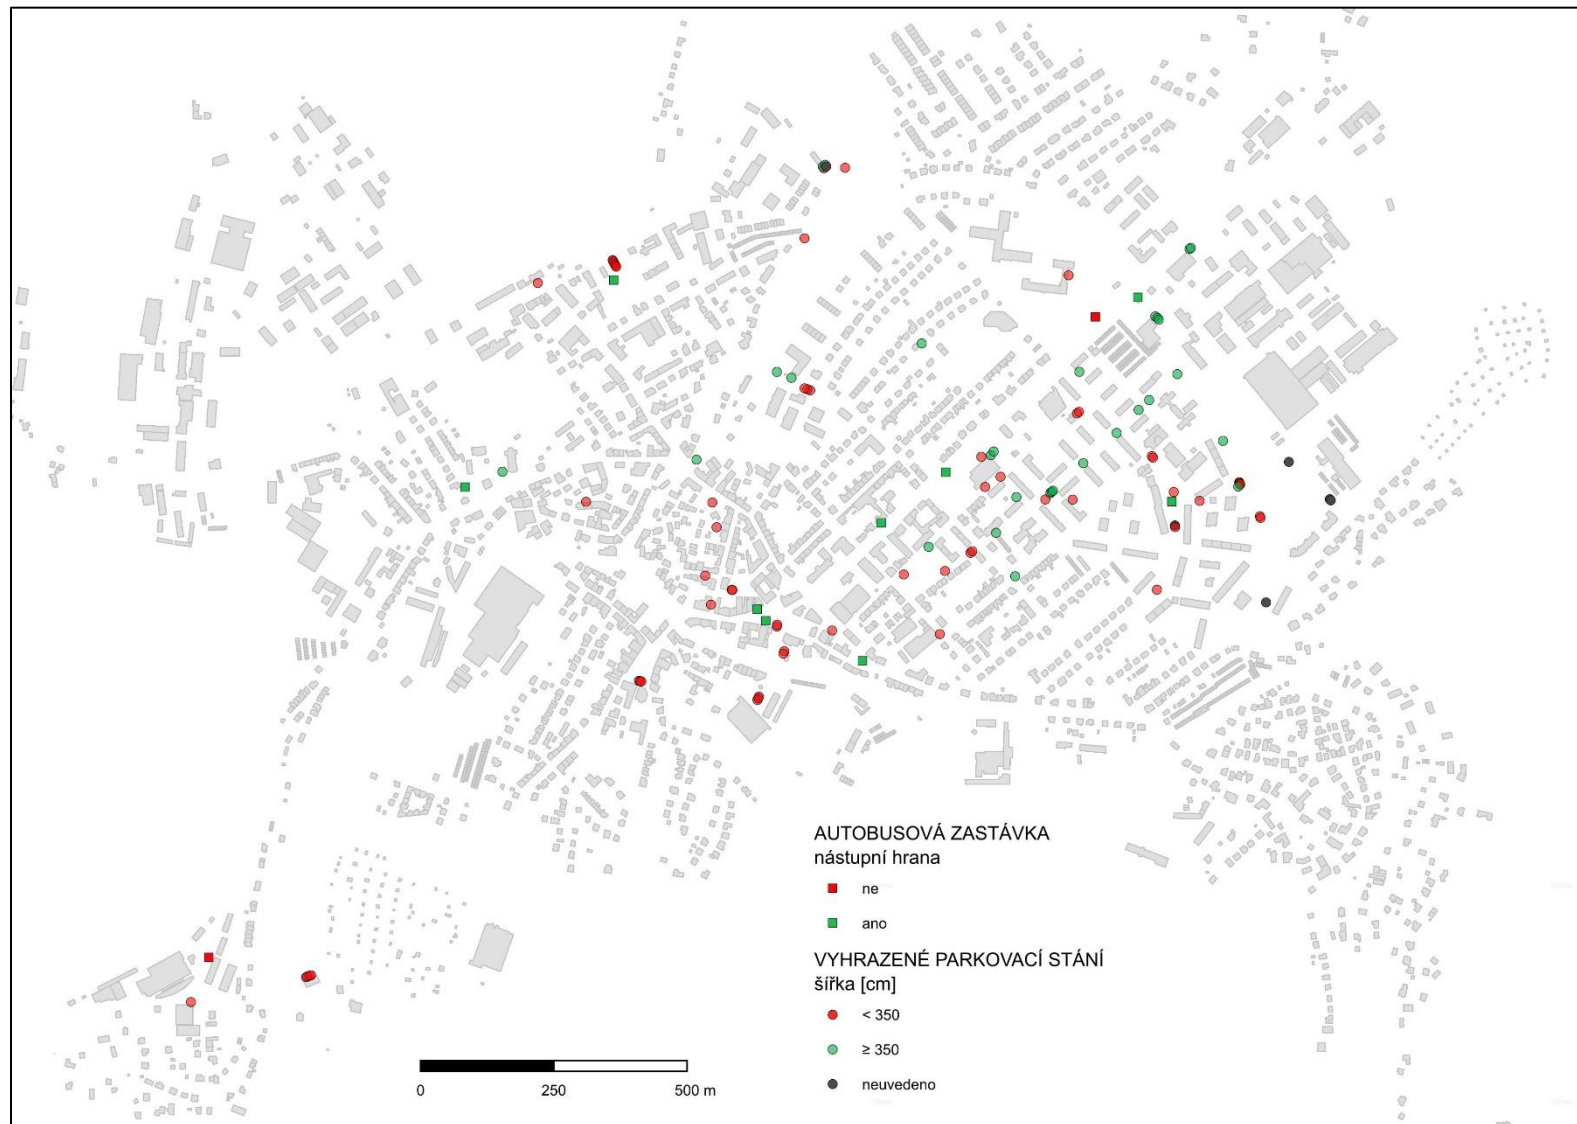 AUTOBUSOVÁ ZASTÁVKA
nástupní hrana
ne
ano
VYHRAZENÉ PARKOVACÍ STÁNÍ
šířka [cm]
< 350
≥ 350
neuvedeno
0 250 500 m